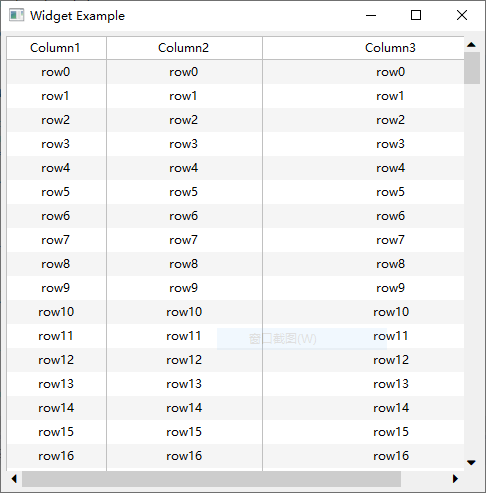 Widget Example
Column1 Column2 Column3
row0 row0 row0
row1 row1 row1
row2 row2 row2
row3 row3 row3
row4 row4 row4
row5 row5 row5
row6 row6 row6
row7 row7 row7
row8 row8 row8
row9 row9 row9
row10 row10 row10
row11 row11 窗口截图(W) row11
row12 row12 row12
row13 row13 row13
row14 row14 row14
row15 row15 row15
row16 row16 row16